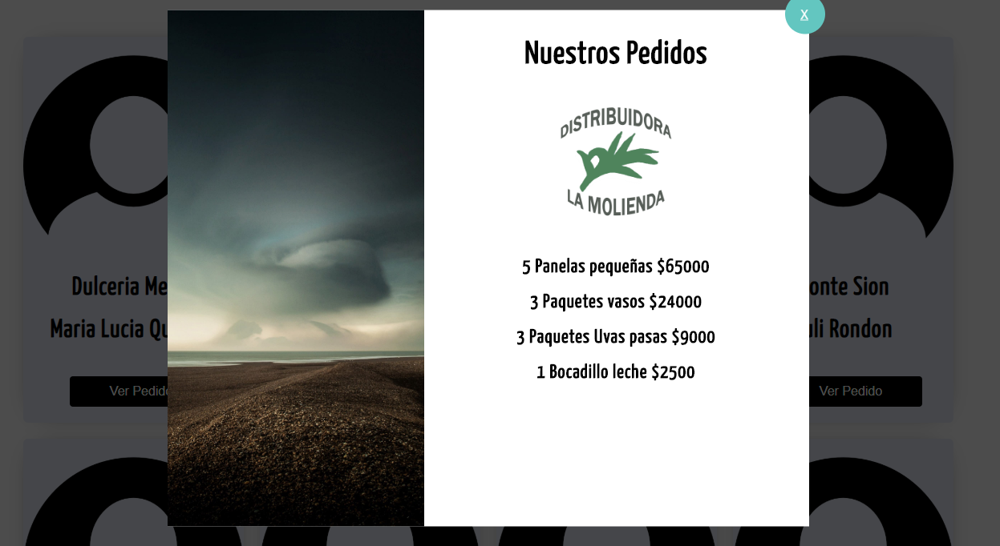 X
Nuestros Pedidos
DISTRIBUIDORA
LA MOLIENDA
5 Panelas pequeñas $65000
3 Paquetes vasos $24000
3 Paquetes Uvas pasas $9000
1 Bocadillo leche $2500
Dulceria Me
Maria Lucia Qu
Ver Pedido
onte Sion
uli Rondon
Ver Pedido